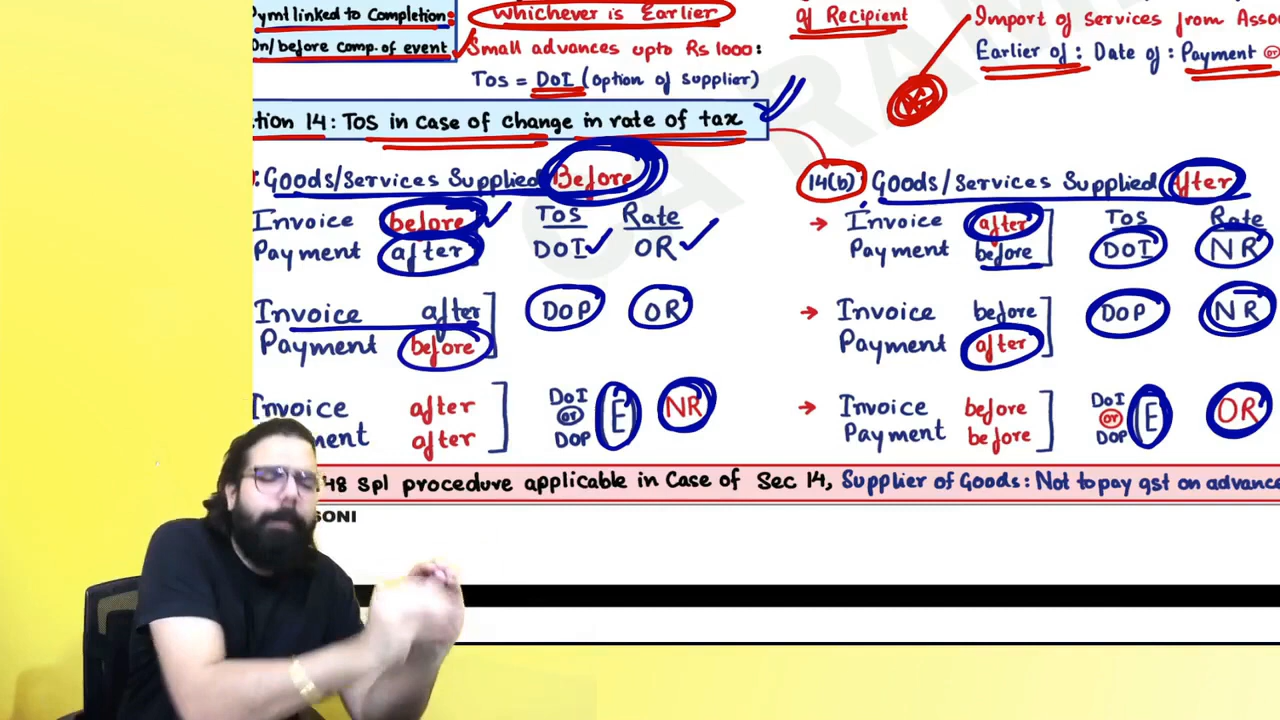 Pymt linked to Completion:
On/before comp. of event
Whichever is Earlier
Small advances upto Rs 1000:
TOS = DOI (option of supplier)
of Recipient
Import of services from Asso
Earlier of: Date of: Payment or
tion 14: TOS in case of change in rate of tax
: Goods/Services Supplied Before
Invoice before TOS Rate
Payment after DOI OR
Invoice after DOP OR
Payment before
Invoice after DOI or DOP E NR
ment after
14(b) Goods/Services Supplied After
→ Invoice after TOS Rate
Payment before DOI NR
→ Invoice before DOP NR
Payment after
→ Invoice before DOI or DOP E OR
Payment before
48 Spl procedure applicable in Case of Sec 14, Supplier of Goods: Not to pay gst on advance
SONI